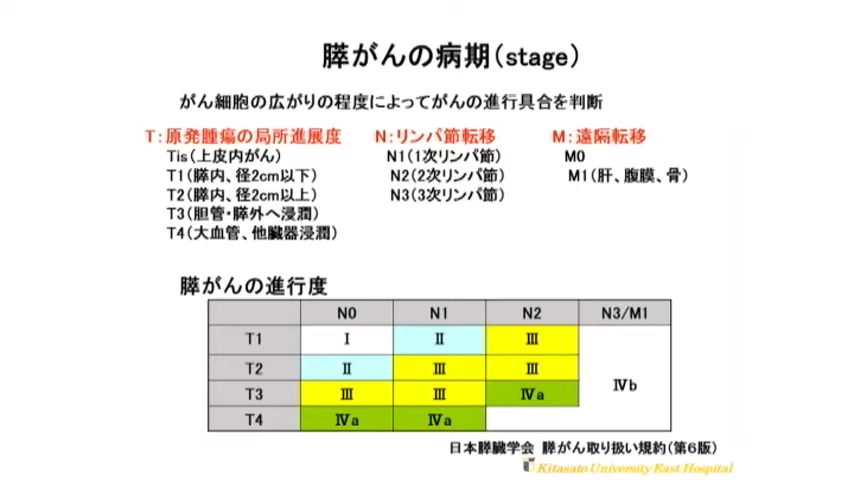 膵がんの病期(stage)
がん細胞の広がりの程度によってがんの進行具合を判断
T:原発腫瘍の局所進展度 N:リンパ節転移 M:遠隔転移
Tis(上皮内がん) N1(1次リンパ節) M0
T1(膵内、径2cm以下) N2(2次リンパ節) M1(肝、腹膜、骨)
T2(膵内、径2cm以上) N3(3次リンパ節)
T3(胆管・膵外へ浸潤)
T4(大血管、他臓器浸潤)
膵がんの進行度
N0 N1 N2 N3/M1
T1 Ⅰ Ⅱ Ⅲ
T2 Ⅱ Ⅲ Ⅲ
Ⅳb
T3 Ⅲ Ⅲ Ⅳa
T4 Ⅳa Ⅳa
日本膵臓学会 膵がん取り扱い規約(第6版)
Kitasato University East Hospital